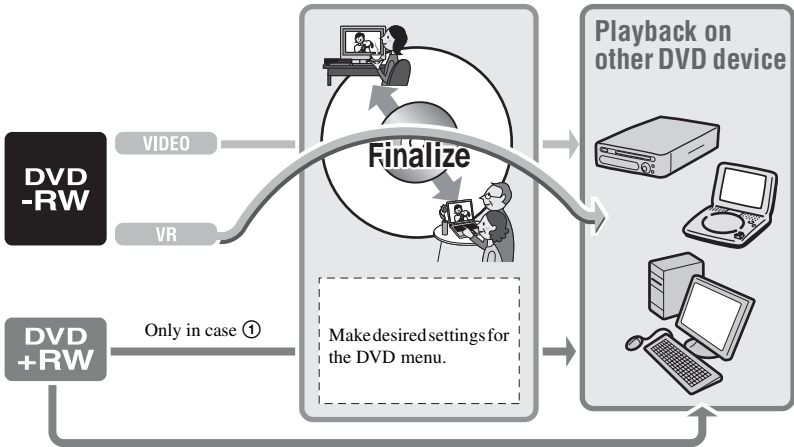 Playback on
other DVD device
VIDEO
Finalize
DVD
-RW
VR
DVD
+RW
Only in case ①
Make desired settings for
the DVD menu.